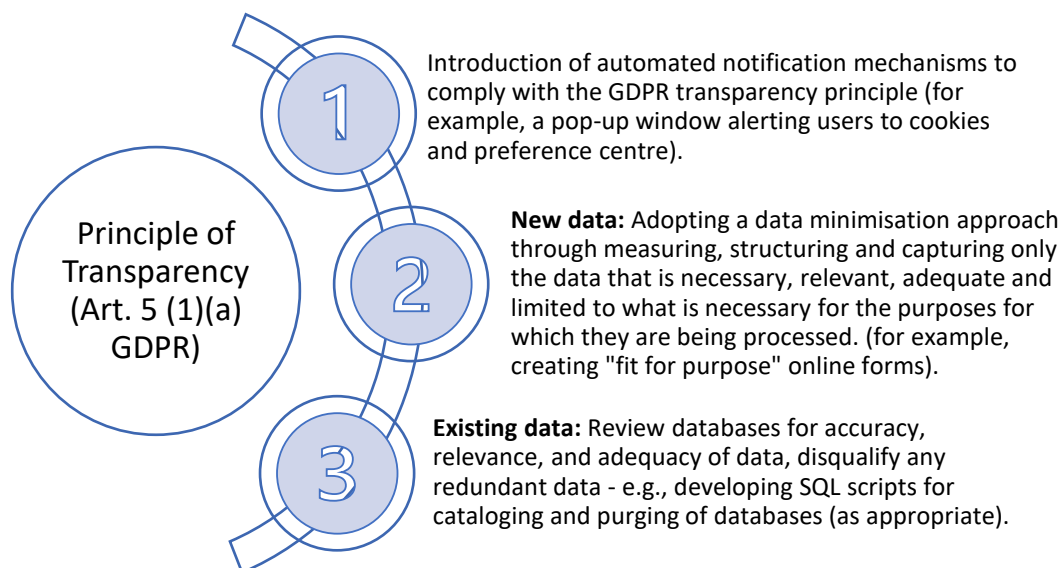 Principle of
Transparency
(Art. 5 (1)(a)
GDPR)
1
Introduction of automated notification mechanisms to
comply with the GDPR transparency principle (for
example, a pop-up window alerting users to cookies
and preference centre).
2
New data: Adopting a data minimisation approach
through measuring, structuring and capturing only
the data that is necessary, relevant, adequate and
limited to what is necessary for the purposes for
which they are being processed. (for example,
creating "fit for purpose" online forms).
3
Existing data: Review databases for accuracy,
relevance, and adequacy of data, disqualify any
redundant data - e.g., developing SQL scripts for
cataloging and purging of databases (as appropriate).